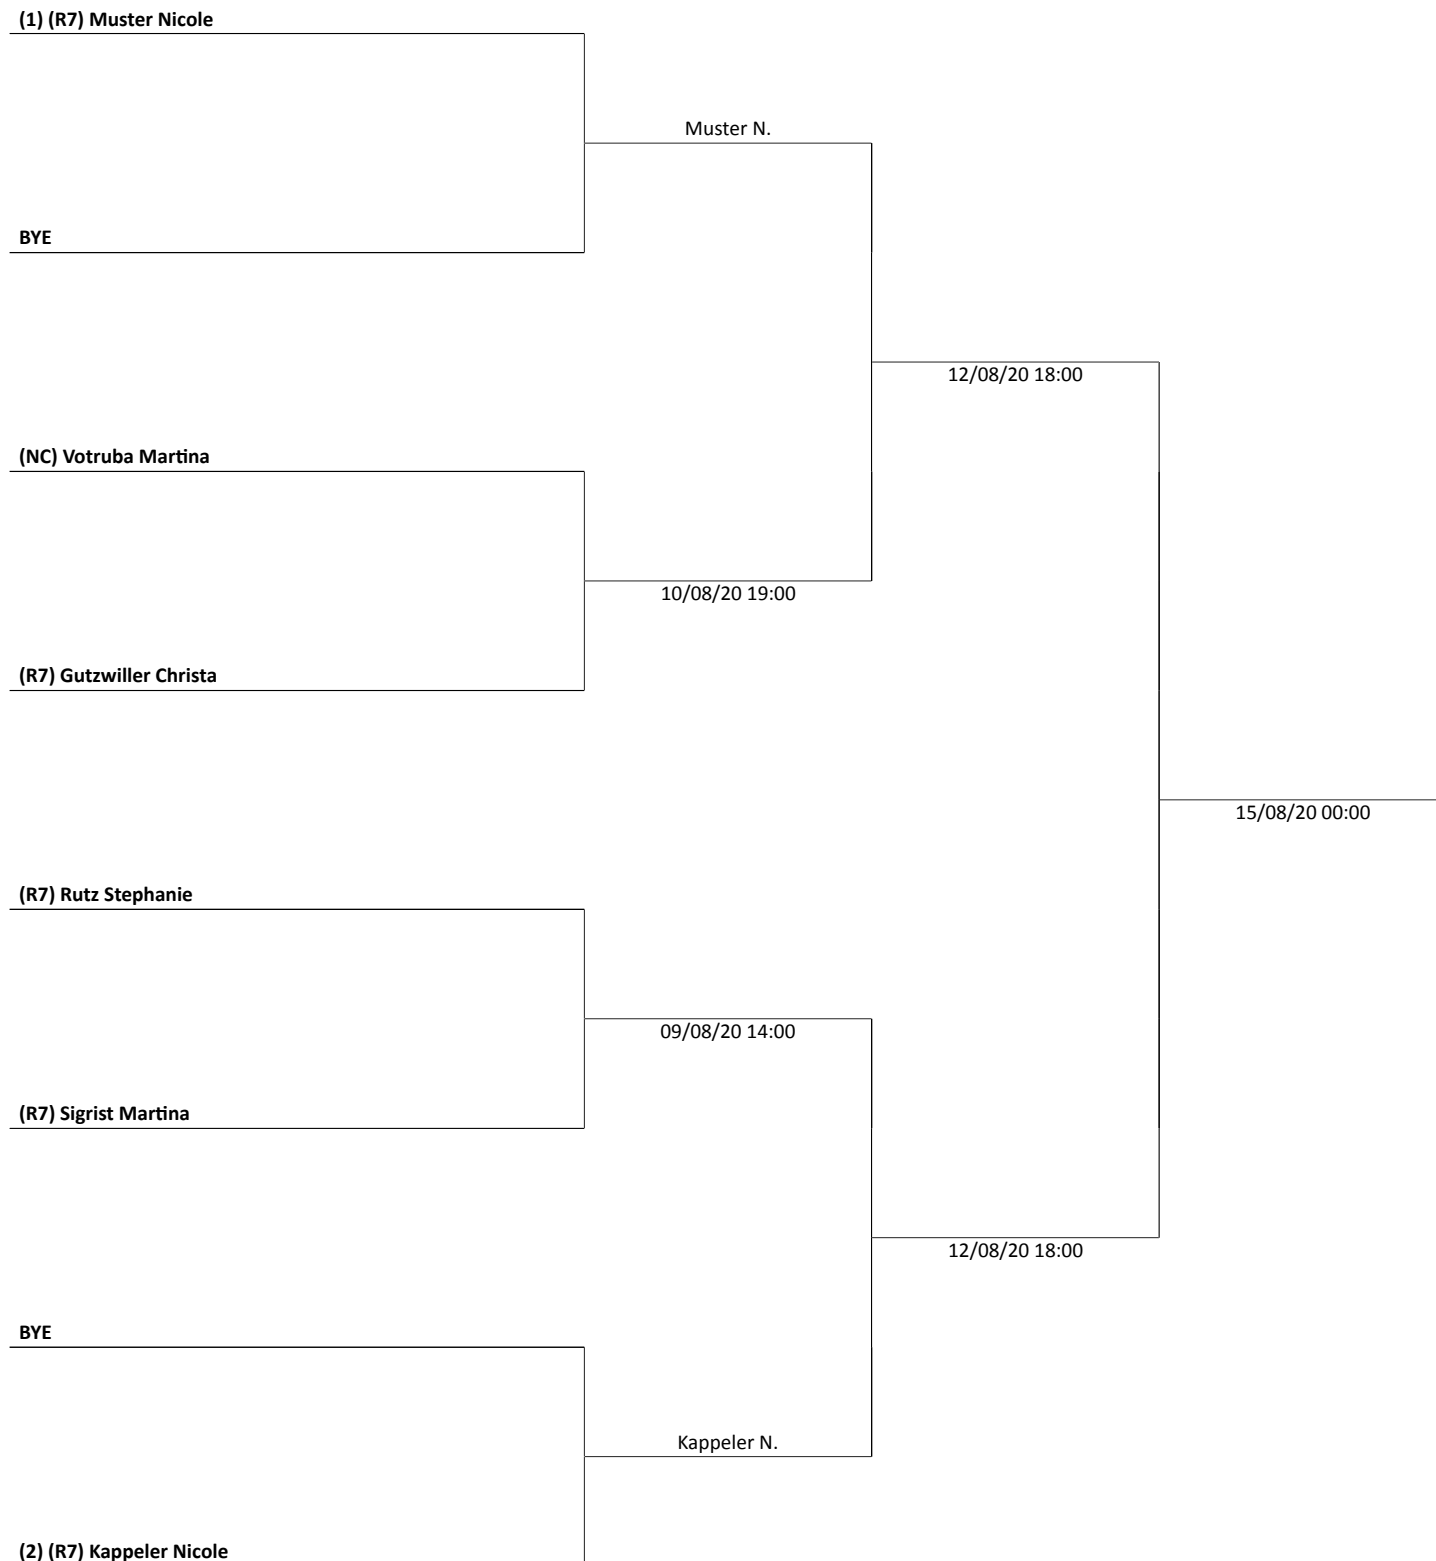 (1) (R7) Muster Nicole
Muster N.
BYE
12/08/20 18:00
(NC) Votruba Martina
10/08/20 19:00
(R7) Gutzwiller Christa
15/08/20 00:00
(R7) Rutz Stephanie
09/08/20 14:00
(R7) Sigrist Martina
12/08/20 18:00
BYE
Kappeler N.
(2) (R7) Kappeler Nicole